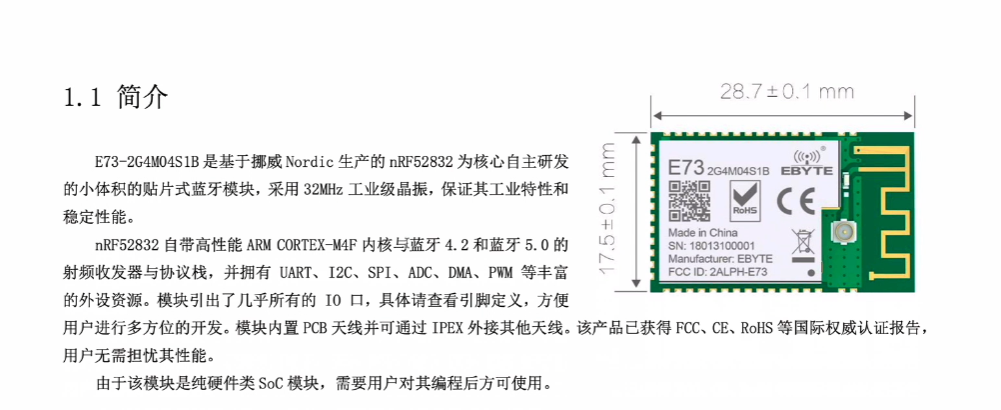 1.1 简介
E73-2G4M04S1B 是基于挪威 Nordic 生产的 nRF52832 为核心自主研发
的小体积的贴片式蓝牙模块，采用 32MHz 工业级晶振，保证其工业特性和
稳定性能。
nRF52832 自带高性能 ARM CORTEX-M4F 内核与蓝牙 4.2 和蓝牙 5.0 的
射频收发器与协议栈，并拥有 UART、I2C、SPI、ADC、DMA、PWM 等丰富
的外设资源。模块引出了几乎所有的 IO 口，具体请查看引脚定义，方便
用户进行多方位的开发。模块内置 PCB 天线并可通过 IPEX 外接其他天线。该产品已获得 FCC、CE、RoHS 等国际权威认证报告，
用户无需担忧其性能。
由于该模块是纯硬件类 SoC 模块，需要用户对其编程后方可使用。
28.7±0.1 mm
17.5±0.1 mm
E73 2G4M04S1B
EBYTE
RoHS
CE
Made in China
SN: 18013100001
Manufacturer: EBYTE
FCC ID: 2ALPH-E73